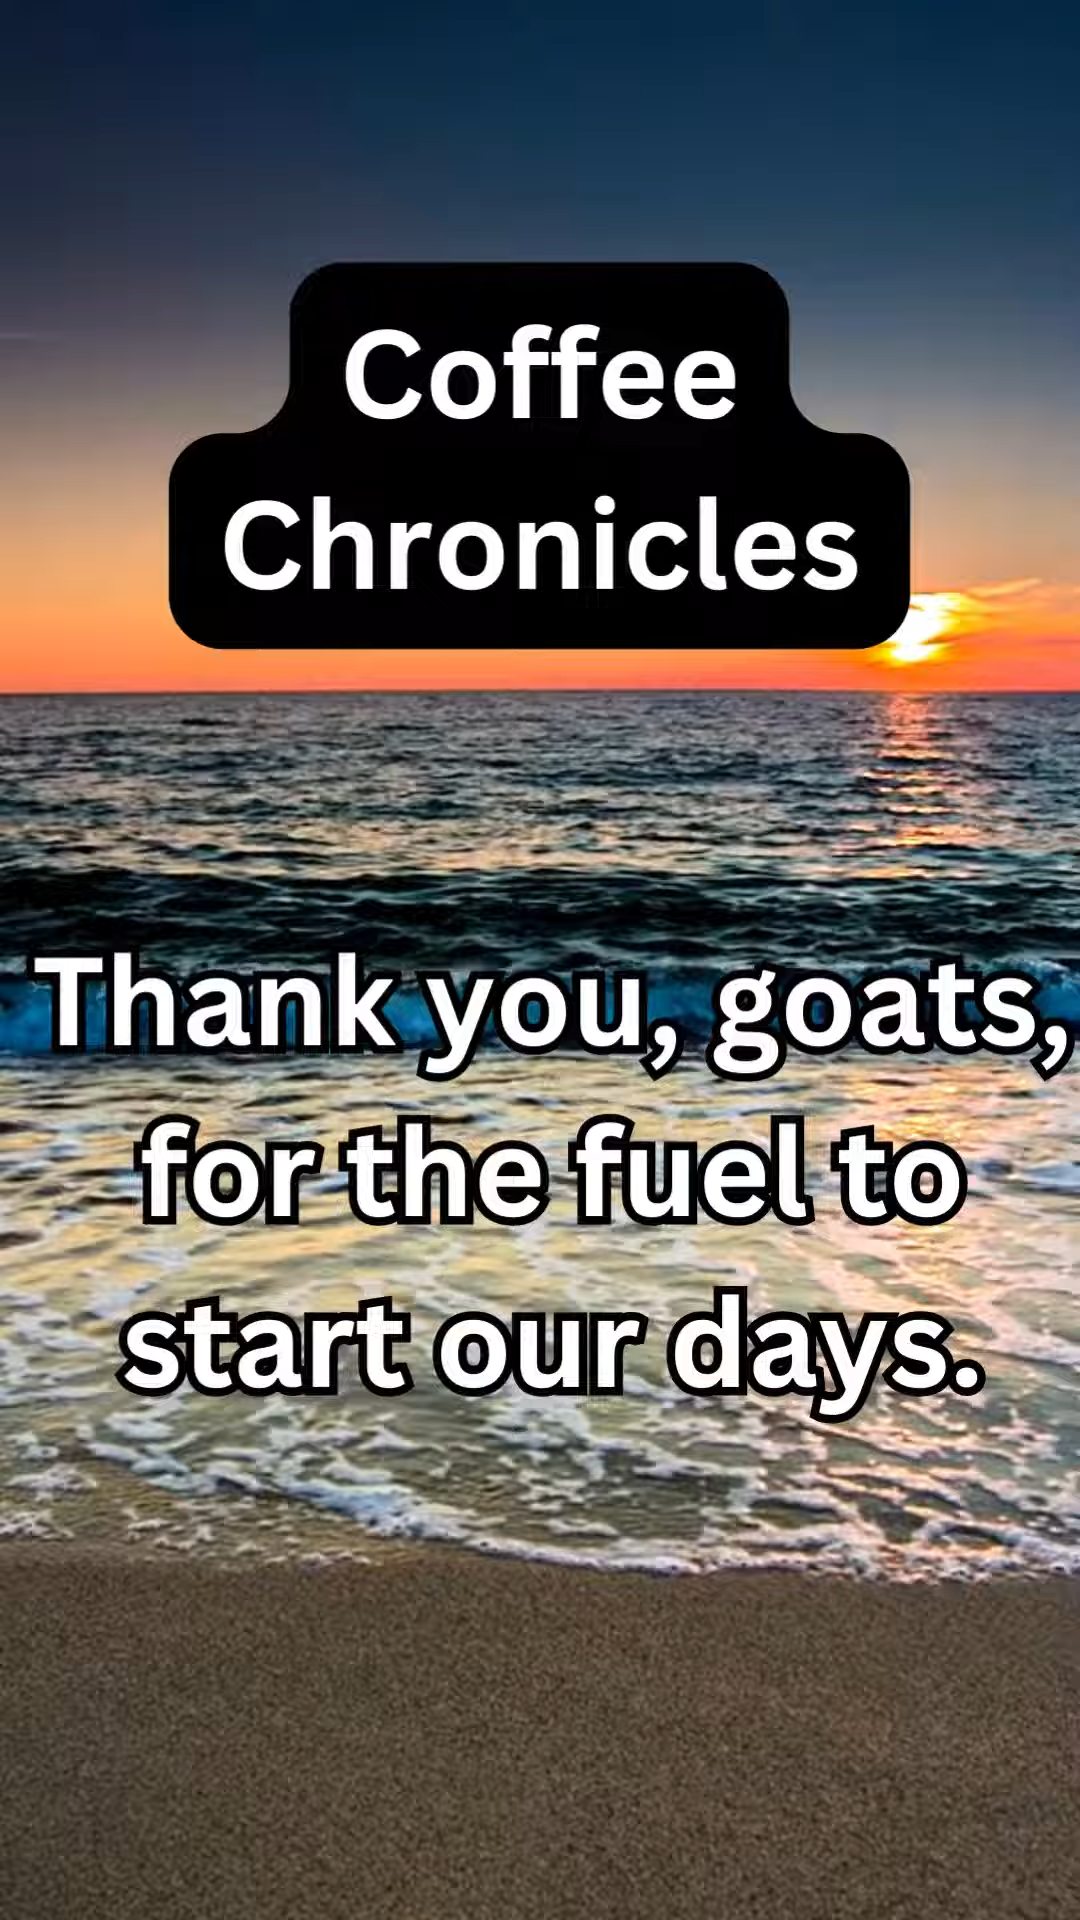 Coffee
Chronicles
Thank you, goats,
for the fuel to
start our days.